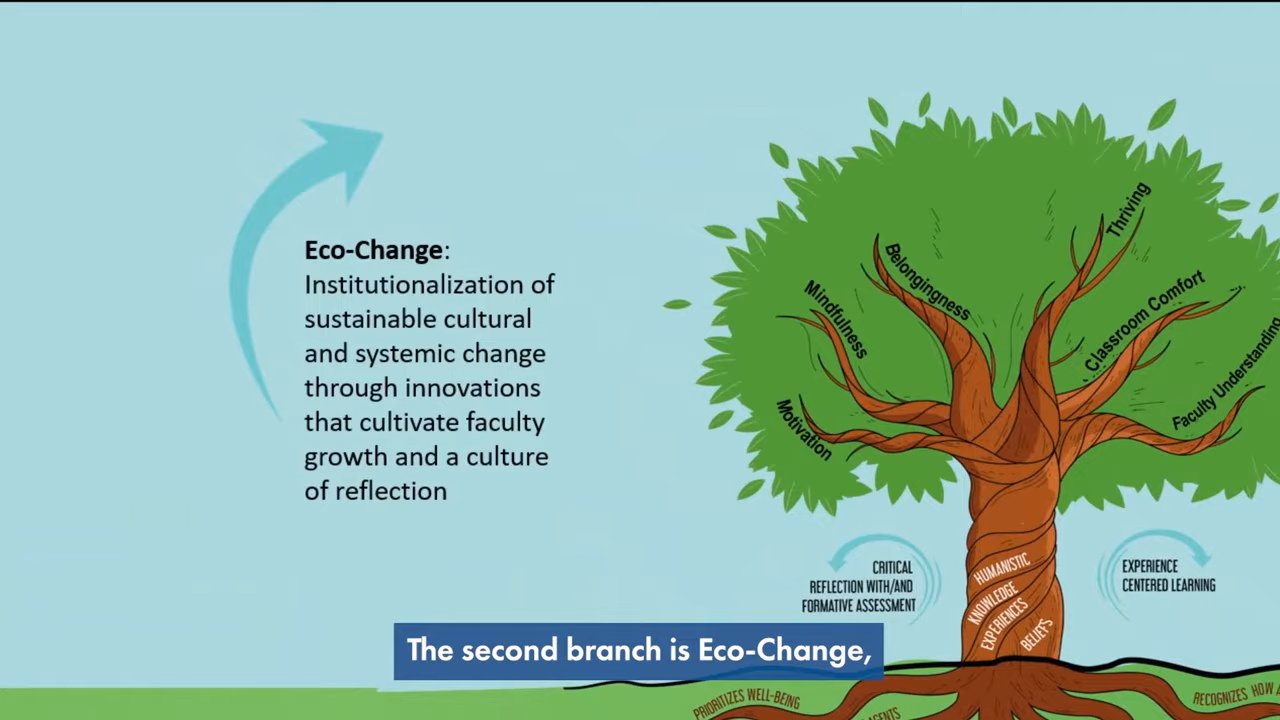 Eco-Change:
Institutionalization of
sustainable cultural
and systemic change
through innovations
that cultivate faculty
growth and a culture
of reflection
Motivation
Mindfulness
Belongingness
Thriving
Classroom Comfort
Faculty Understanding
CRITICAL
REFLECTION WITH/AND
FORMATIVE ASSESSMENT
EXPERIENCE
CENTERED LEARNING
HUMANISTIC
KNOWLEDGE
EXPERIENCES
BELIEFS
The second branch is Eco-Change,
PRIORITIZES WELL-BEING
AGENTS
RECOGNIZES HOW